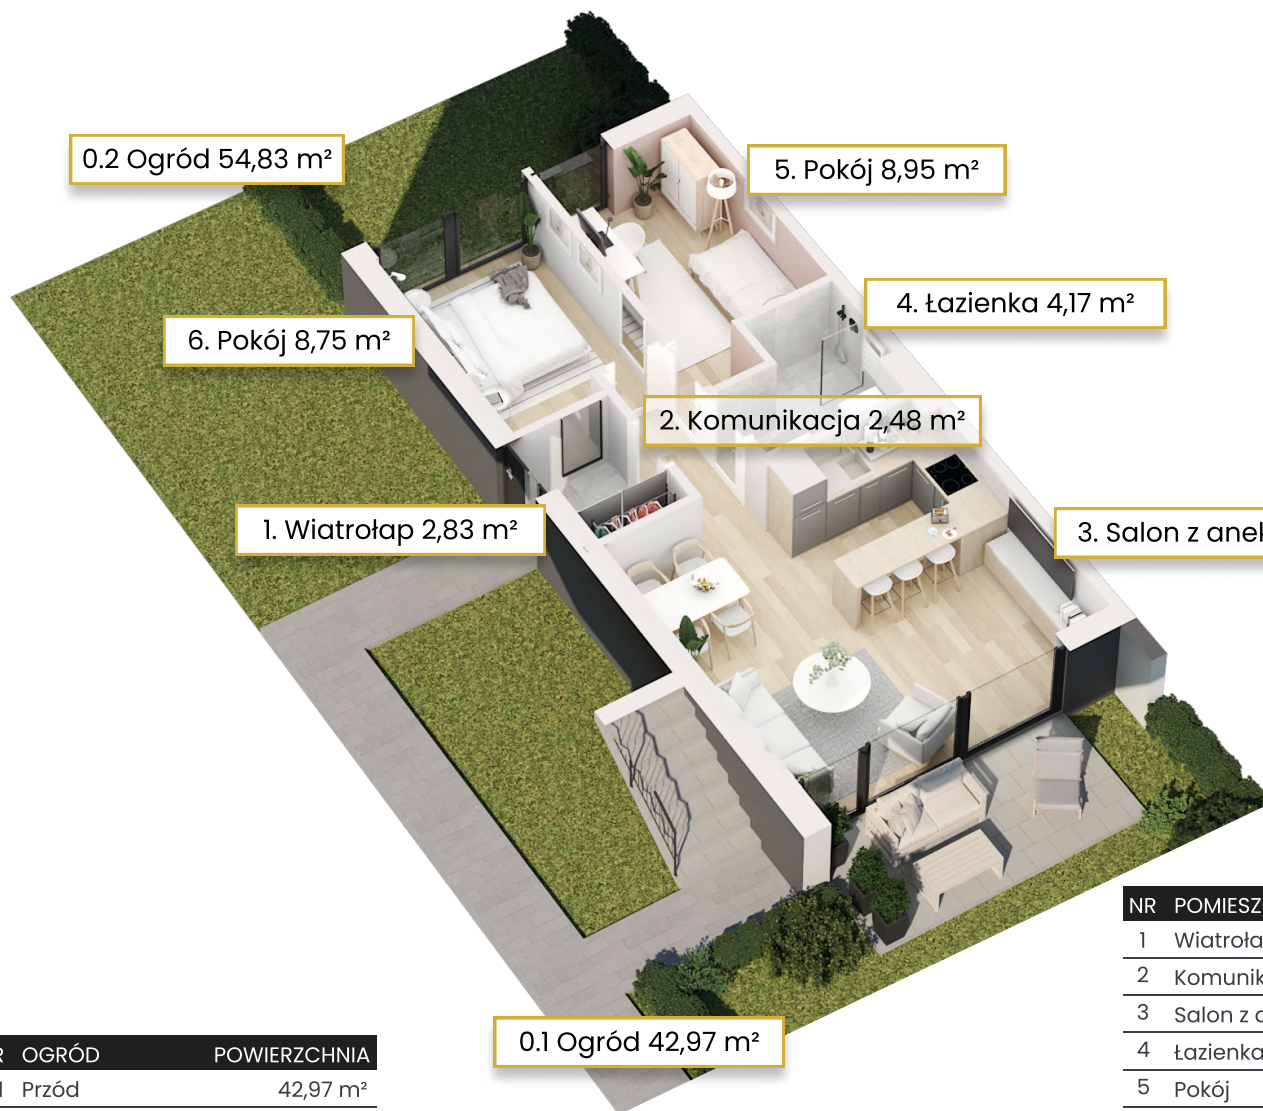 0.2 Ogród 54,83 m²
5. Pokój 8,95 m²
4. Łazienka 4,17 m²
6. Pokój 8,75 m²
2. Komunikacja 2,48 m²
1. Wiatrołap 2,83 m²
3. Salon z
0.1 Ogród 42,97 m²
OGRÓD POWIERZCHNIA
Przód 42,97 m²
NR
1
2
3 Salon z
4 Łazienka
5 Pokój